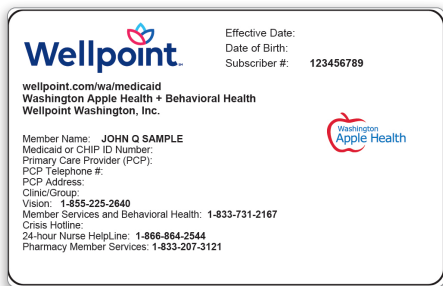 Wellpoint
Effective Date:
Date of Birth:
Subscriber #: 123456789
wellpoint.com/wa/medicaid
Washington Apple Health + Behavioral Health
Wellpoint Washington, Inc.
Washington
Apple Health
Member Name: JOHN Q SAMPLE
Medicaid or CHIP ID Number:
Primary Care Provider (PCP):
PCP Telephone #:
PCP Address:
Clinic/Group:
Vision: 1-855-225-2640
Member Services and Behavioral Health: 1-833-731-2167
Crisis Hotline:
24-hour Nurse HelpLine: 1-866-864-2544
Pharmacy Member Services: 1-833-207-3121